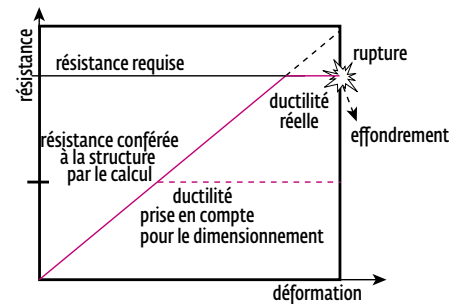 résistance
résistance requise
rupture
ductilité
réelle
effondrement
résistance conférée
à la structure
par le calcul
ductilité
prise en compte
pour le dimensionnement
déformation